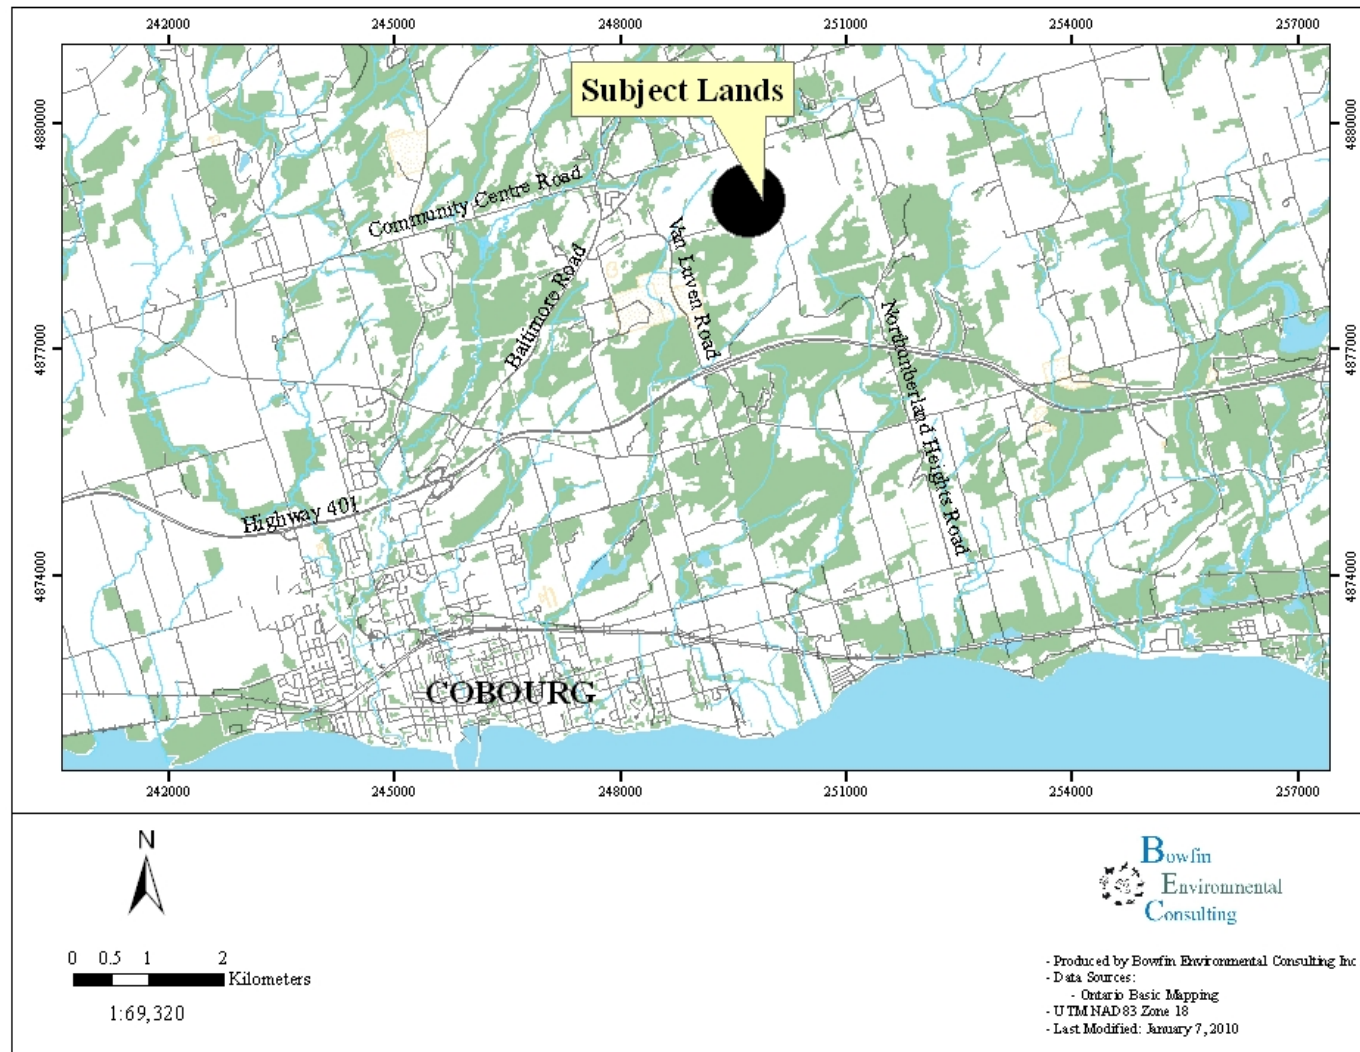 242000 245000 248000 251000 254000 257000
Subject Lands
4880000
4880000
Community Centre Road
Van Luven Road
Baltimore Road
Northumberland Heights Road
4877000
4877000
Highway 401
4874000
4874000
COBOURG
242000 245000 248000 251000 254000 257000
N
0 0.5 1 2
Kilometers
1:69,320
Bowfin
Environmental
Consulting
- Produced by Bowfin Environmental Consulting Inc
- Data Sources:
- Ontario Basic Mapping
- UTM NAD83 Zone 18
- Last Modified: January 7, 2010